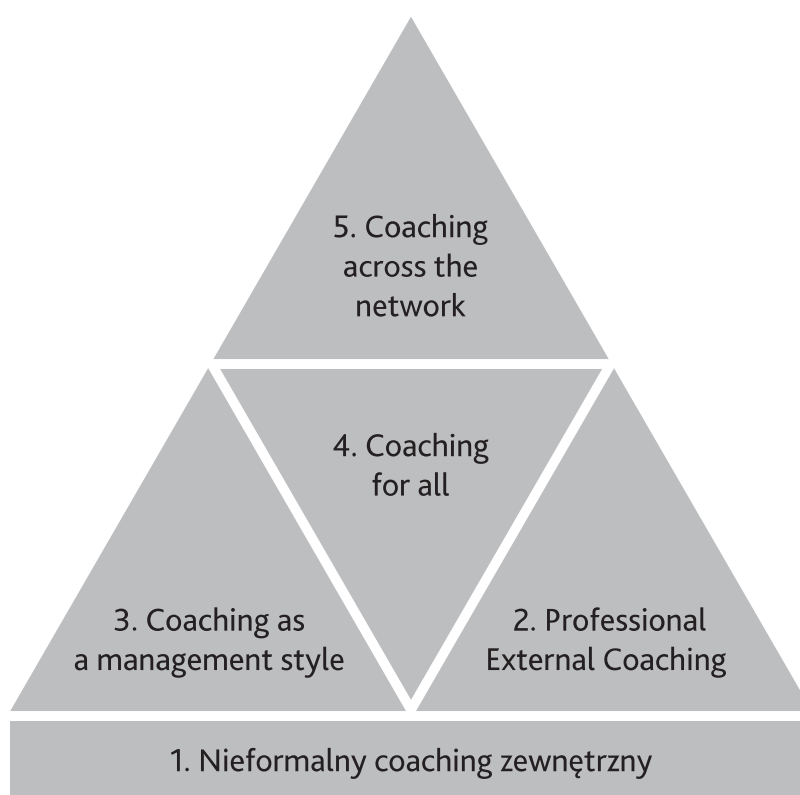 5. Coaching
across the
network
4. Coaching
for all
3. Coaching as
a management style
2. Professional
External Coaching
1. Nieformalny coaching zewnętrzny